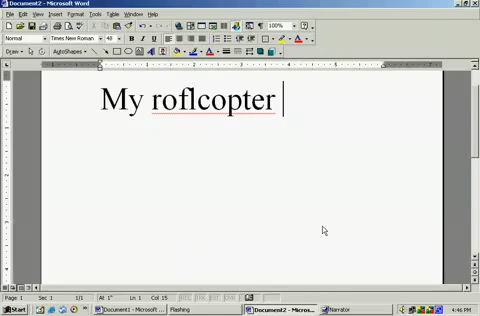 Document2 - Microsoft Word
File Edit View Insert Format Tools Table Window Help
100%
Normal Times New Roman 48 B I U
Draw AutoShapes
My roflcopter
Page 1 Sec 1 1/1 At 1" Ln 1 Col 15 REC TRK EXT OVR
Start Document1 - Microsoft ... Flashing Document2 - Micros... Narrator 4:46 PM